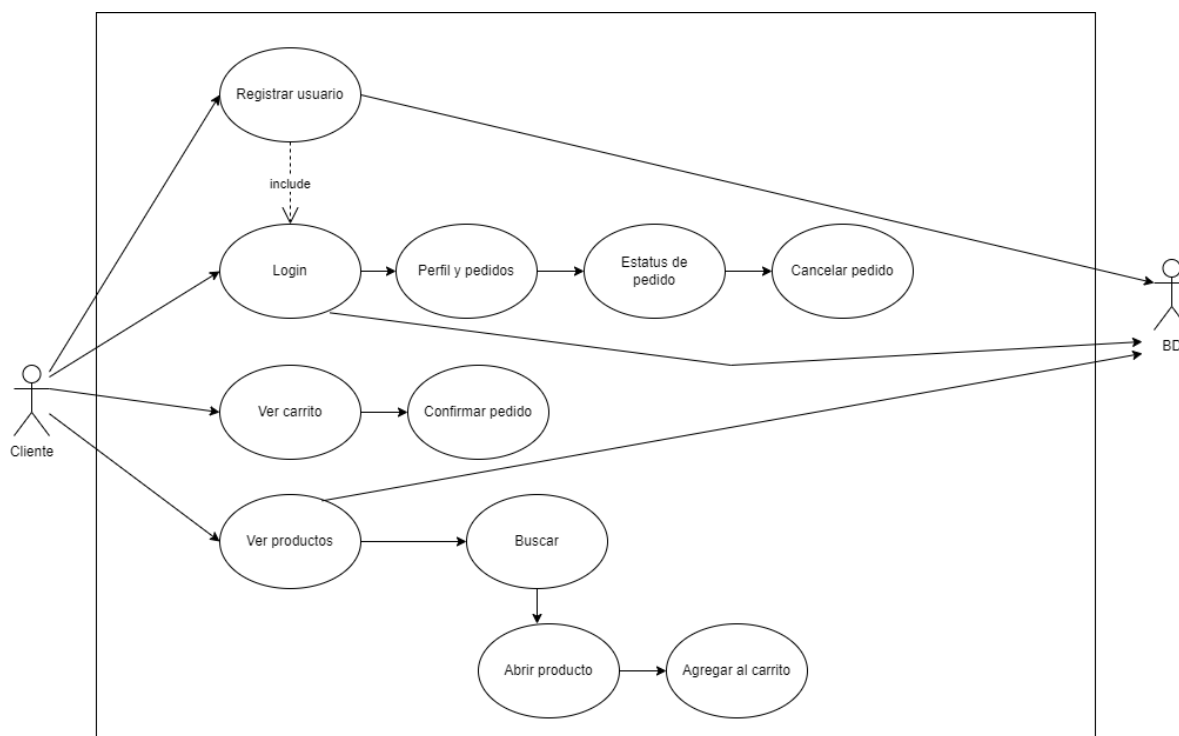 Registrar usuario
include
Login
Perfil y pedidos
Estatus de
pedido
Cancelar pedido
BD
Ver carrito
Confirmar pedido
Cliente
Ver productos
Buscar
Abrir producto
Agregar al carrito